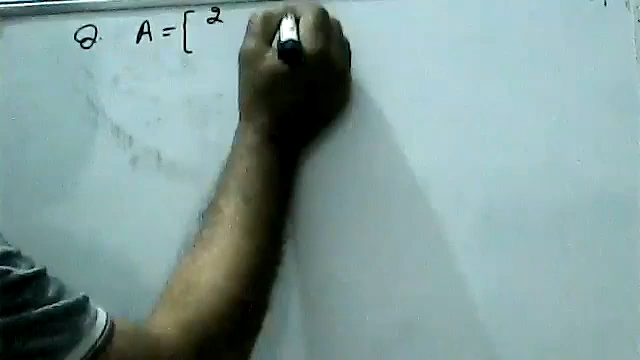 Q. A = [ 2